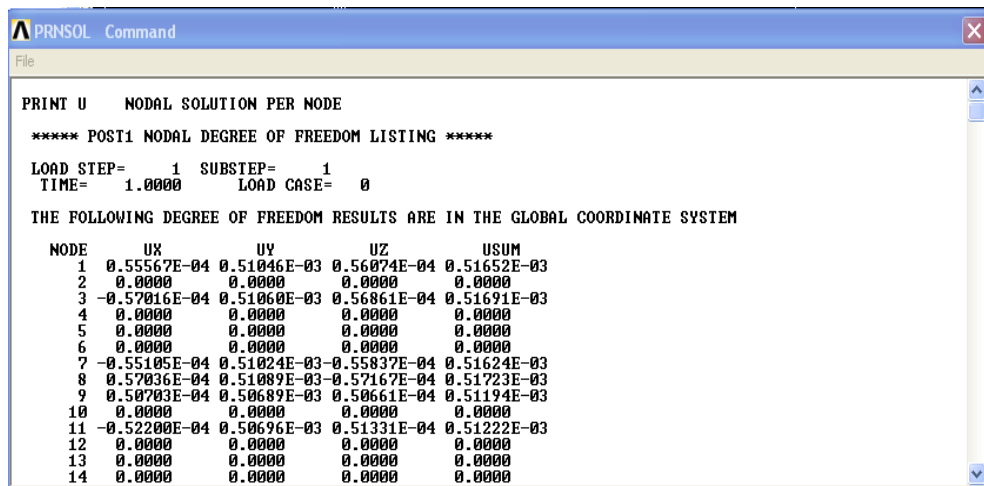 PRNSOL Command
File
PRINT U NODAL SOLUTION PER NODE
***** POST1 NODAL DEGREE OF FREEDOM LISTING *****
LOAD STEP= 1 SUBSTEP= 1
TIME= 1.0000 LOAD CASE= 0
THE FOLLOWING DEGREE OF FREEDOM RESULTS ARE IN THE GLOBAL COORDINATE SYSTEM
NODE UX UY UZ USUM
1 0.55567E-04 0.51046E-03 0.56074E-04 0.51652E-03
2 0.0000 0.0000 0.0000 0.0000
3 -0.57016E-04 0.51060E-03 0.56861E-04 0.51691E-03
4 0.0000 0.0000 0.0000 0.0000
5 0.0000 0.0000 0.0000 0.0000
6 0.0000 0.0000 0.0000 0.0000
7 -0.55105E-04 0.51024E-03-0.55837E-04 0.51624E-03
8 0.57036E-04 0.51089E-03-0.57167E-04 0.51723E-03
9 0.50703E-04 0.50689E-03 0.50661E-04 0.51194E-03
10 0.0000 0.0000 0.0000 0.0000
11 -0.52200E-04 0.50696E-03 0.51331E-04 0.51222E-03
12 0.0000 0.0000 0.0000 0.0000
13 0.0000 0.0000 0.0000 0.0000
14 0.0000 0.0000 0.0000 0.0000